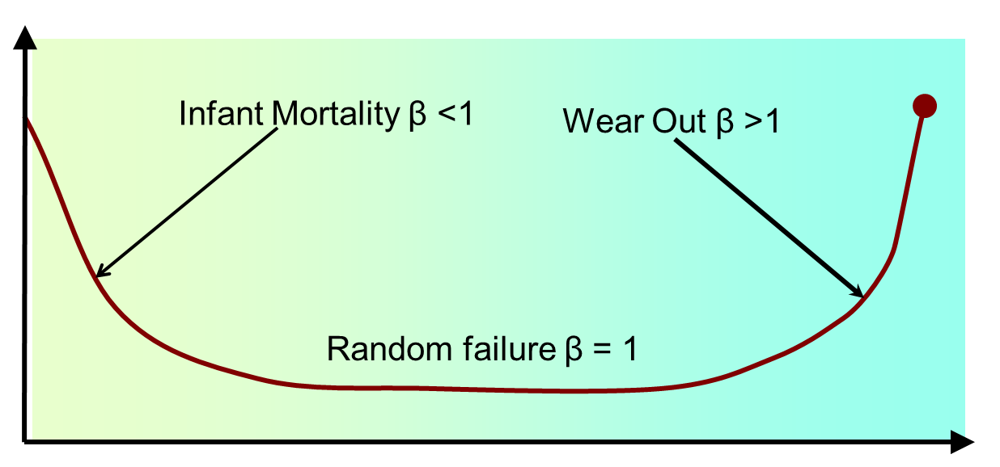 Infant Mortality β <1
Wear Out β >1
Random failure β = 1